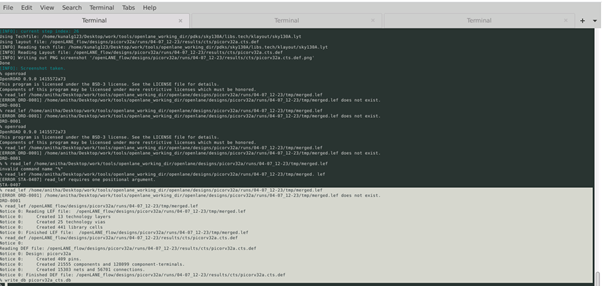 File Edit View Search Terminal Tabs Help
Terminal × Terminal × Terminal ×
[INFO]: current step index: 18
Using Techfile: /home/kunalg123/Desktop/work/tools/openlane_working_dir/pdks/sky130A/libs.tech/klayout/sky130A.lyt
Using layout file: /openLANE_flow/designs/picorv32a/runs/04-07_12-23/results/cts/picorv32a.cts.def
[INFO] Reading tech file: /home/kunalg123/Desktop/work/tools/openlane_working_dir/pdks/sky130A/libs.tech/klayout/sky130A.lyt
[INFO] Reading Layout file: /openLANE_flow/designs/picorv32a/runs/04-07_12-23/results/cts/picorv32a.cts.def
[INFO] Writing out PNG screenshot '/openLANE_flow/designs/picorv32a/runs/04-07_12-23/results/cts/picorv32a.cts.def.png'
Done
[INFO]: Screenshot taken.
% openroad
OpenROAD 0.9.0 1415572a73
This program is licensed under the BSD-3 license. See the LICENSE file for details.
Components of this program may be licensed under more restrictive licenses which must be honored.
% read_lef /home/anitha/Desktop/work/tools/openlane_working_dir/openlane/designs/picorv32a/runs/04-07_12-23/tmp/merged.lef
[ERROR ORD-0001] /home/anitha/Desktop/work/tools/openlane_working_dir/openlane/designs/picorv32a/runs/04-07_12-23/tmp/merged.lef does not exist.
ORD-0001
% read_lef /home/anitha/Desktop/work/tools/openlane_working_dir/openlane/designs/picorv32a/runs/04-07_12-23/tmp/merged.lef
[ERROR ORD-0001] /home/anitha/Desktop/work/tools/openlane_working_dir/openlane/designs/picorv32a/runs/04-07_12-23/tmp/merged.lef does not exist.
ORD-0001
% openroad
OpenROAD 0.9.0 1415572a73
This program is licensed under the BSD-3 license. See the LICENSE file for details.
Components of this program may be licensed under more restrictive licenses which must be honored.
% read_lef /home/anitha/Desktop/work/tools/openlane_working_dir/openlane/designs/picorv32a/runs/04-07_12-23/tmp/merged.lef
[ERROR ORD-0001] /home/anitha/Desktop/work/tools/openlane_working_dir/openlane/designs/picorv32a/runs/04-07_12-23/tmp/merged.lef does not exist.
ORD-0001
% % read_lef /home/anitha/Desktop/work/tools/openlane_working_dir/openlane/designs/picorv32a/runs/04-07_12-23/tmp/merged.lef
invalid command name "%"
% read_lef /home/anitha/Desktop/work/tools/openlane_working_dir/openlane/designs/picorv32a/runs/04-07_12-23/tmp/merged. lef
[ERROR STA-0407] read_lef requires one positional argument.
STA-0407
% read_lef /home/anitha/Desktop/work/tools/openlane_working_dir/openlane/designs/picorv32a/runs/04-07_12-23/tmp/merged.lef
[ERROR ORD-0001] /home/anitha/Desktop/work/tools/openlane_working_dir/openlane/designs/picorv32a/runs/04-07_12-23/tmp/merged.lef does not exist.
ORD-0001
% read_lef /openLANE_flow/designs/picorv32a/runs/04-07_12-23/tmp/merged.lef
Notice 0: Reading LEF file: /openLANE_flow/designs/picorv32a/runs/04-07_12-23/tmp/merged.lef
Notice 0: Created 13 technology layers
Notice 0: Created 25 technology vias
Notice 0: Created 441 library cells
Notice 0: Finished LEF file: /openLANE_flow/designs/picorv32a/runs/04-07_12-23/tmp/merged.lef
% read_def /openLANE_flow/designs/picorv32a/runs/04-07_12-23/results/cts/picorv32a.cts.def
Notice 0:
Reading DEF file: /openLANE_flow/designs/picorv32a/runs/04-07_12-23/results/cts/picorv32a.cts.def
Notice 0: Design: picorv32a
Notice 0: Created 409 pins.
Notice 0: Created 21555 components and 128099 component-terminals.
Notice 0: Created 15303 nets and 56701 connections.
Notice 0: Finished DEF file: /openLANE_flow/designs/picorv32a/runs/04-07_12-23/results/cts/picorv32a.cts.def
% write_db picorv32a_cts.db